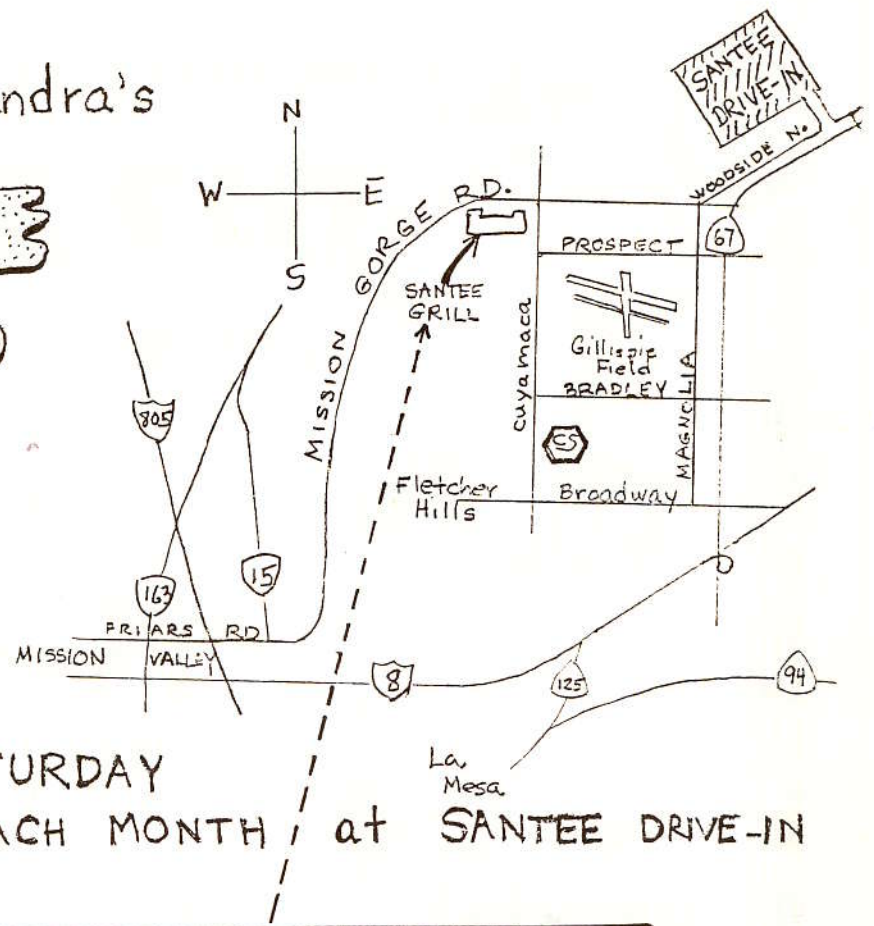 ndra's
N
W E
S
SANTEE
DRIVE-IN
WOODSIDE N.
MISSION GORGE RD.
67
PROSPECT
SANTEE
GRILL
Cuyamaca
Gillispie
Field
BRADLEY
MAGNOLIA
805
CS
Fletcher
Hills
Broadway
163
15
FRIARS RD
MISSION VALLEY
8
125
94
La
Mesa
TURDAY
ACH MONTH at SANTEE DRIVE-IN